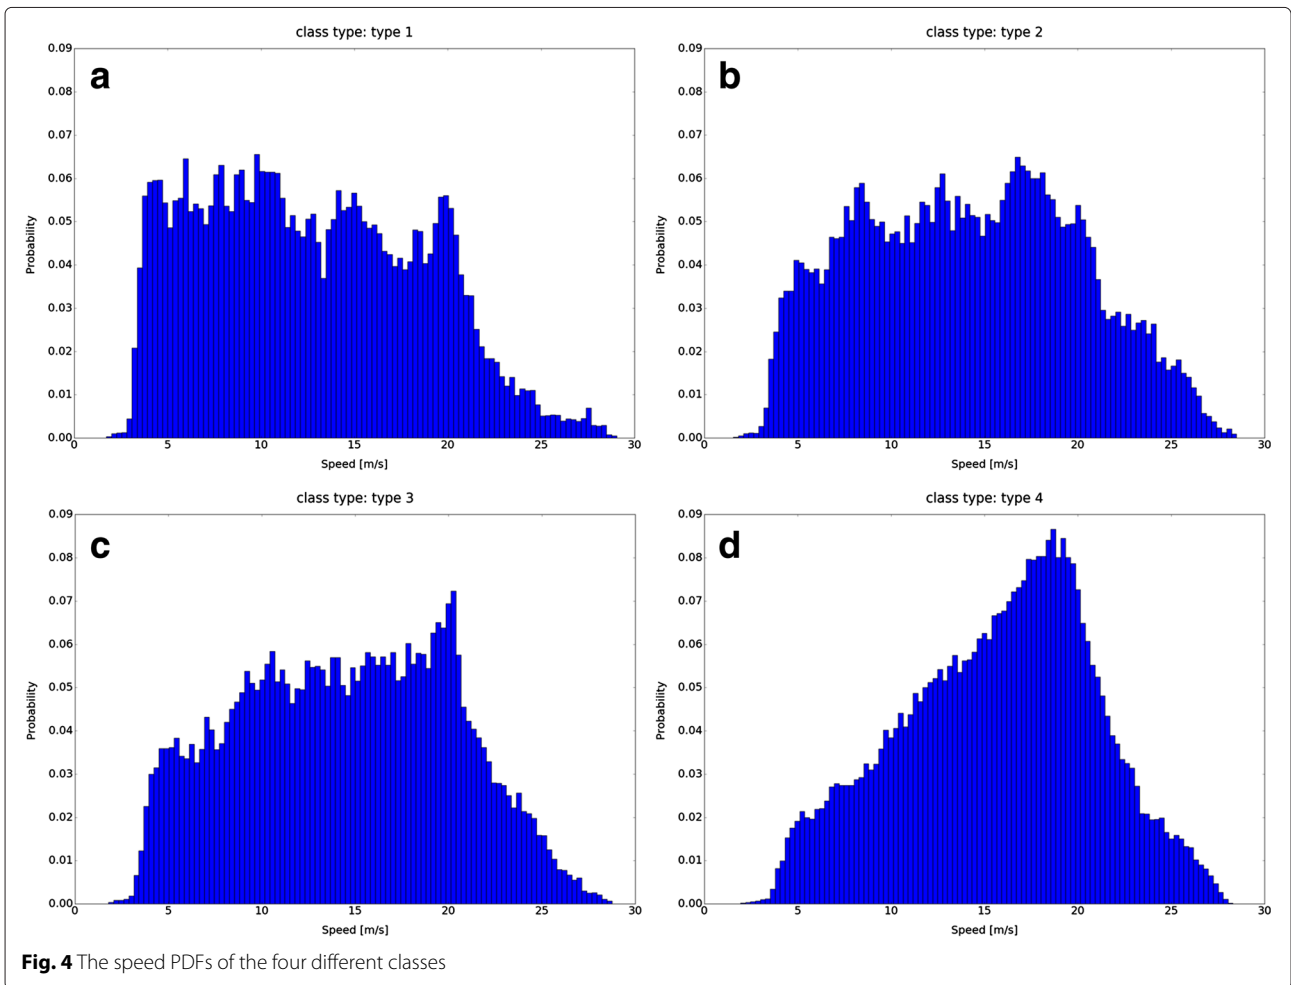 class type: type 1
a
0.09
0.08
0.07
0.06
0.05
0.04
0.03
0.02
0.01
0.00
Probability
0 5 10 15 20 25 30
Speed [m/s]
class type: type 2
b
0.09
0.08
0.07
0.06
0.05
0.04
0.03
0.02
0.01
0.00
Probability
0 5 10 15 20 25 30
Speed [m/s]
class type: type 3
c
0.09
0.08
0.07
0.06
0.05
0.04
0.03
0.02
0.01
0.00
Probability
0 5 10 15 20 25 30
Speed [m/s]
class type: type 4
d
0.09
0.08
0.07
0.06
0.05
0.04
0.03
0.02
0.01
0.00
Probability
0 5 10 15 20 25 30
Speed [m/s]
Fig. 4 The speed PDFs of the four different classes